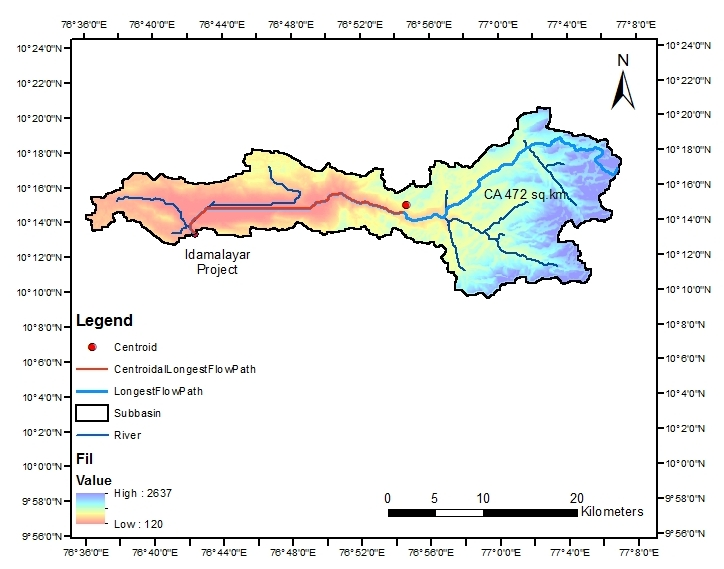 76°36'0"E 76°40'0"E 76°44'0"E 76°48'0"E 76°52'0"E 76°56'0"E 77°0'0"E 77°4'0"E 77°8'0"E
10°24'0"N 10°24'0"N
N
10°22'0"N 10°22'0"N
10°20'0"N 10°20'0"N
10°18'0"N 10°18'0"N
10°16'0"N 10°16'0"N
CA 472 sq.km
10°14'0"N 10°14'0"N
10°12'0"N 10°12'0"N
Idamalayar
Project
10°10'0"N 10°10'0"N
10°8'0"N 10°8'0"N
Legend
10°6'0"N 10°6'0"N
Centroid
CentroidalLongestFlowPath
10°4'0"N 10°4'0"N
LongestFlowPath
10°2'0"N 10°2'0"N
Subbasin
River
10°0'0"N 10°0'0"N
Fil
Value
9°58'0"N 9°58'0"N
High : 2637
Low : 120
0 5 10 20
Kilometers
9°56'0"N 9°56'0"N
76°36'0"E 76°40'0"E 76°44'0"E 76°48'0"E 76°52'0"E 76°56'0"E 77°0'0"E 77°4'0"E 77°8'0"E